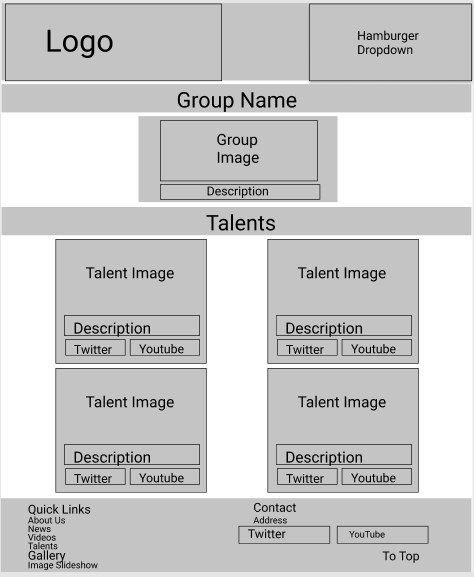 Logo
Hamburger
Dropdown
Group Name
Group
Image
Description
Talents
Talent Image
Description
Twitter
Youtube
Talent Image
Description
Twitter
Youtube
Talent Image
Description
Twitter
Youtube
Talent Image
Description
Twitter
Youtube
Quick Links
About Us
News
Videos
Talents
Gallery
Image Slideshow
Contact
Address
Twitter
YouTube
To Top